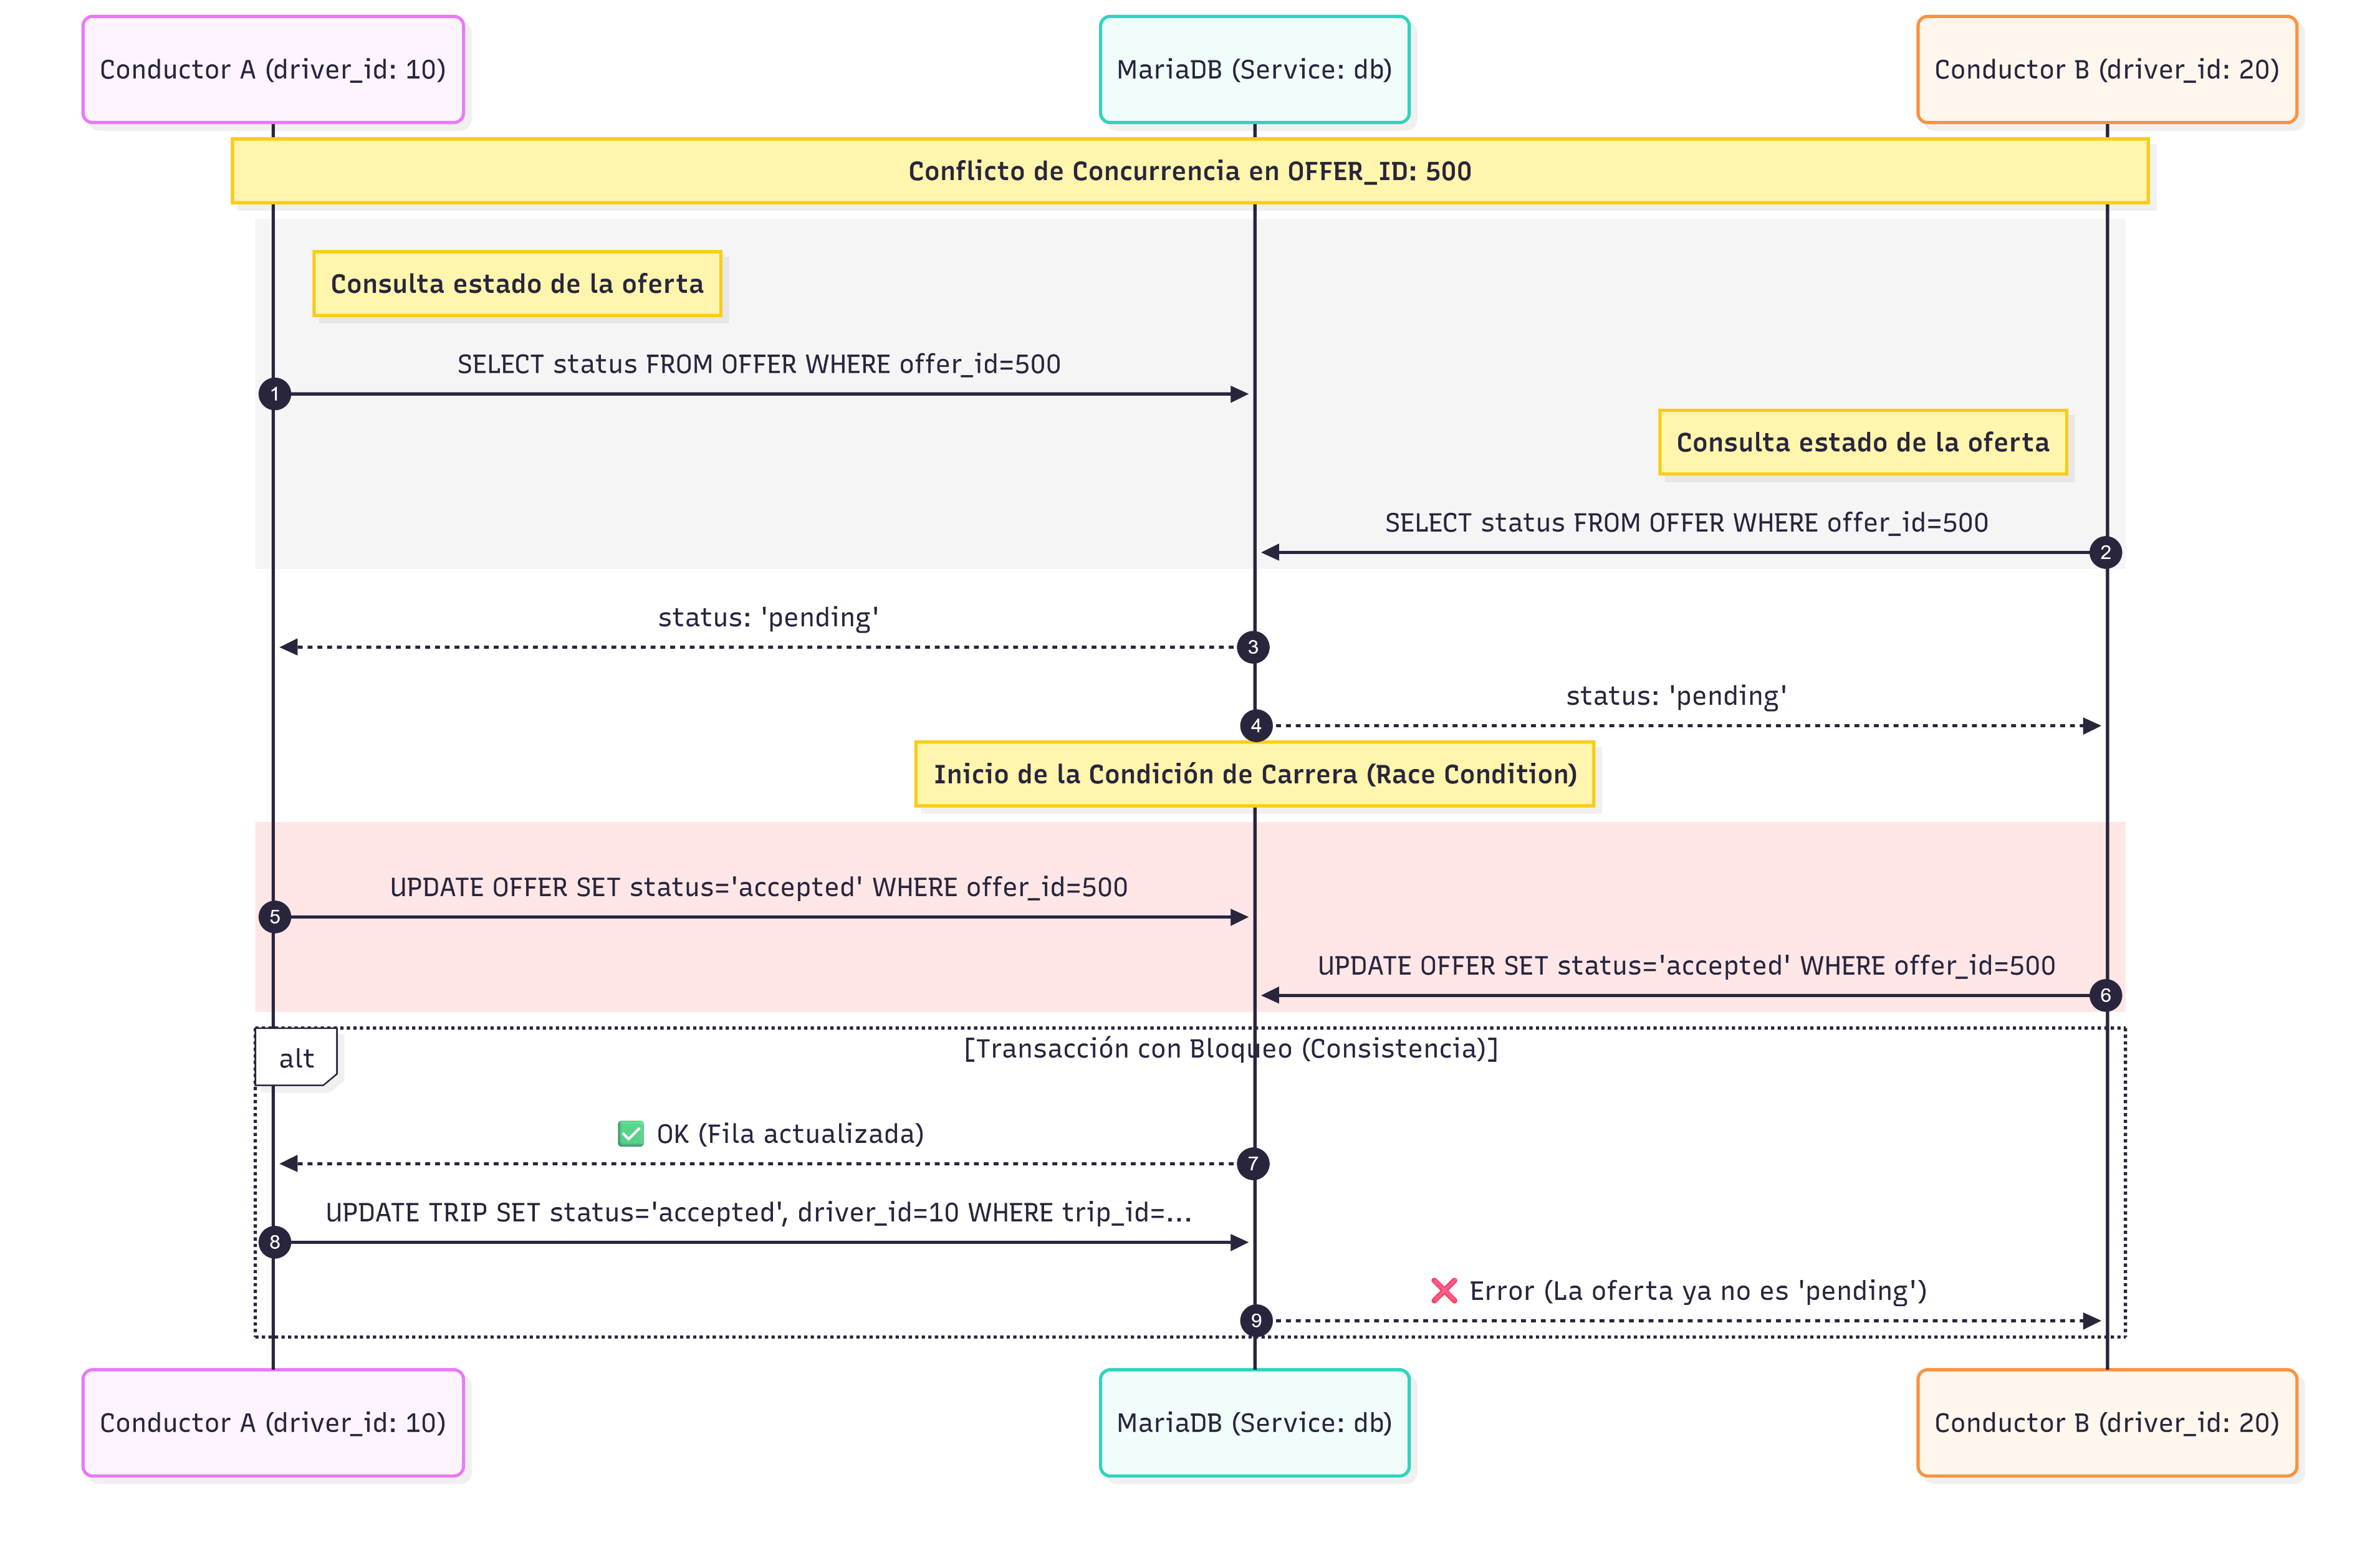 Conductor A (driver_id: 10)
MariaDB (Service: db)
Conductor B (driver_id: 20)
Conflicto de Concurrencia en OFFER_ID: 500
Consulta estado de la oferta
SELECT status FROM OFFER WHERE offer_id=500
1
Consulta estado de la oferta
SELECT status FROM OFFER WHERE offer_id=500
2
status: 'pending'
3
status: 'pending'
4
Inicio de la Condición de Carrera (Race Condition)
UPDATE OFFER SET status='accepted' WHERE offer_id=500
5
UPDATE OFFER SET status='accepted' WHERE offer_id=500
6
alt
[Transacción con Bloqueo (Consistencia)]
✅ OK (Fila actualizada)
7
UPDATE TRIP SET status='accepted', driver_id=10 WHERE trip_id=...
8
❌ Error (La oferta ya no es 'pending')
9
Conductor A (driver_id: 10)
MariaDB (Service: db)
Conductor B (driver_id: 20)